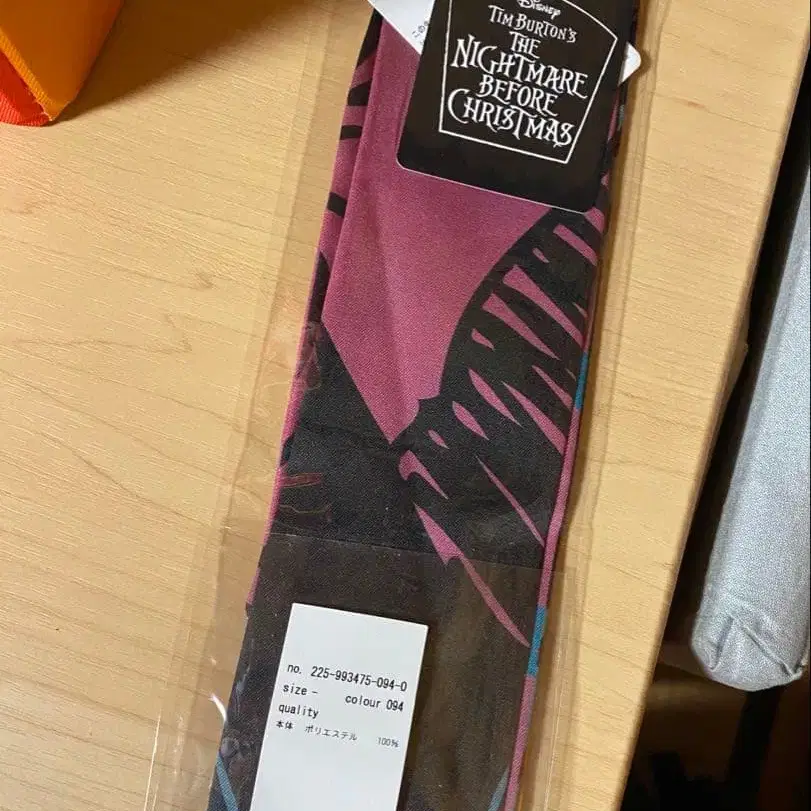 Disney
TIM BURTON'S
THE
NIGHTMARE
BEFORE
CHRISTMAS
no. 225-993475-094-0
size - colour 094
quality
本体 ポリエステル 100%